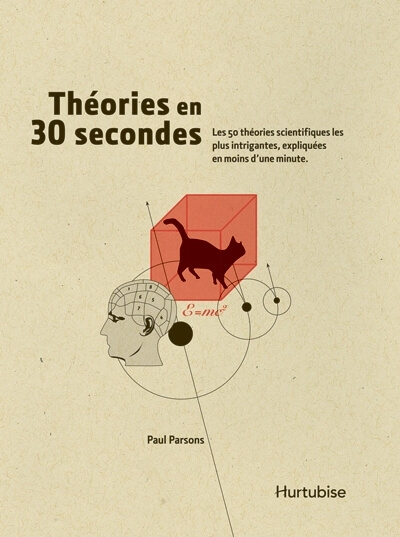 Théories en
30 secondes
Les 50 théories scientifiques les
plus intrigantes, expliquées
en moins d'une minute.
E=mc²
Paul Parsons
Hurtubise